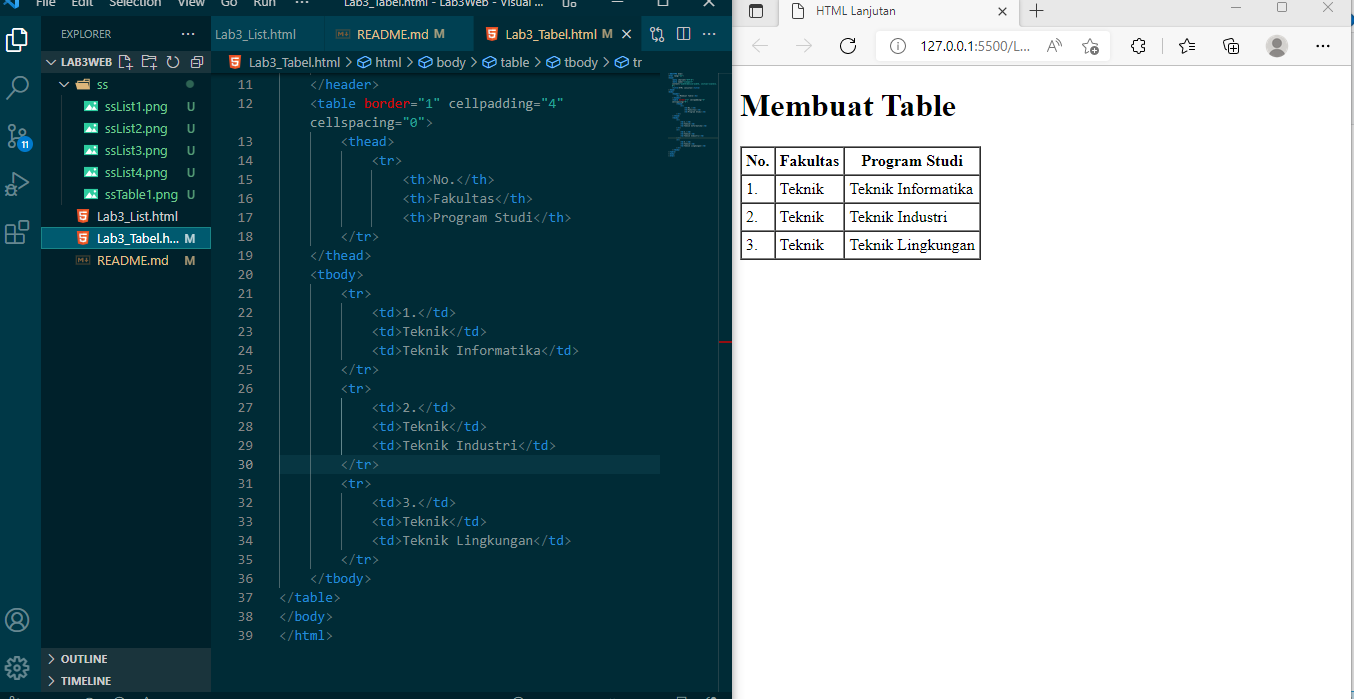 File Edit Selection View Go Run ··· Lab3_Tabel.html - Lab3Web - Visual ...
EXPLORER ···
LAB3WEB
ss
ssList1.png U
ssList2.png U
ssList3.png U
ssList4.png U
ssTable1.png U
Lab3_List.html
Lab3_Tabel.h... M
README.md M
11
OUTLINE
TIMELINE
Lab3_List.html README.md M Lab3_Tabel.html M
Lab3_Tabel.html > html > body > table > tbody > tr
11 </header>
12 <table border="1" cellpadding="4"
cellspacing="0">
13 <thead>
14 <tr>
15 <th>No.</th>
16 <th>Fakultas</th>
17 <th>Program Studi</th>
18 </tr>
19 </thead>
20 <tbody>
21 <tr>
22 <td>1.</td>
23 <td>Teknik</td>
24 <td>Teknik Informatika</td>
25 </tr>
26 <tr>
27 <td>2.</td>
28 <td>Teknik</td>
29 <td>Teknik Industri</td>
30 </tr>
31 <tr>
32 <td>3.</td>
33 <td>Teknik</td>
34 <td>Teknik Lingkungan</td>
35 </tr>
36 </tbody>
37 </table>
38 </body>
39 </html>
HTML Lanjutan
127.0.0.1:5500/L...
Membuat Table
No. Fakultas Program Studi
1. Teknik Teknik Informatika
2. Teknik Teknik Industri
3. Teknik Teknik Lingkungan